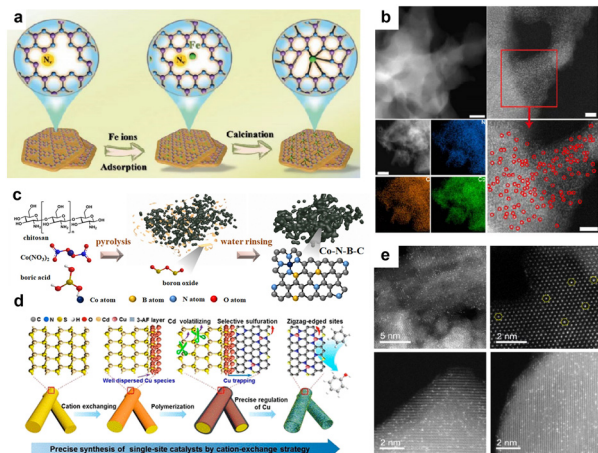 a
Nv
Nv
Fe
Fe ions
Adsorption
Calcination
b
c
chitosan
Co(NO3)2
boric acid
pyrolysis
boron oxide
water rinsing
Co–N–B–C
Co atom
B atom
N atom
O atom
d
C
N
S
H
O
Cd
Cu
3-AF layer
Cd volatilizing
Selective sulfuration
Zigzag-edged sites
Well dispersed Cu species
Cu trapping
Cation exchanging
Polymerization
Precise regulation
of Cu
Precise synthesis of single-site catalysts by cation-exchange strategy
e
5 nm
2 nm
2 nm
2 nm